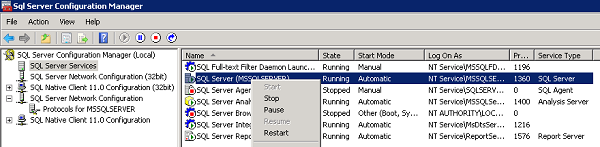 Sql Server Configuration Manager
File Action View Help
SQL Server Configuration Manager (Local)
SQL Server Services
SQL Server Network Configuration (32bit)
SQL Native Client 11.0 Configuration (32bit)
SQL Server Network Configuration
Protocols for MSSQLSERVER
SQL Native Client 11.0 Configuration
Name State Start Mode Log On As Pr... Service Type
SQL Full-text Filter Daemon Launc... Running Manual NT Service\MSSQLFD... 1196
SQL Server (MSSQLSERVER) Running Automatic NT Service\MSSQLSE... 1360 SQL Server
SQL Server Agen Stopped Manual NT Service\SQLSERV... 0 SQL Agent
SQL Server Analy Running Automatic NT Service\MSSQLS... 1400 Analysis Server
SQL Server Brow Stopped Other (Boot, Sy... NT AUTHORITY\LOC... 0
SQL Server Integ Running Automatic NT Service\MsDtsSer... 1216
SQL Server Repo Running Automatic NT Service\ReportSe... 1576 Report Server
Start
Stop
Pause
Resume
Restart